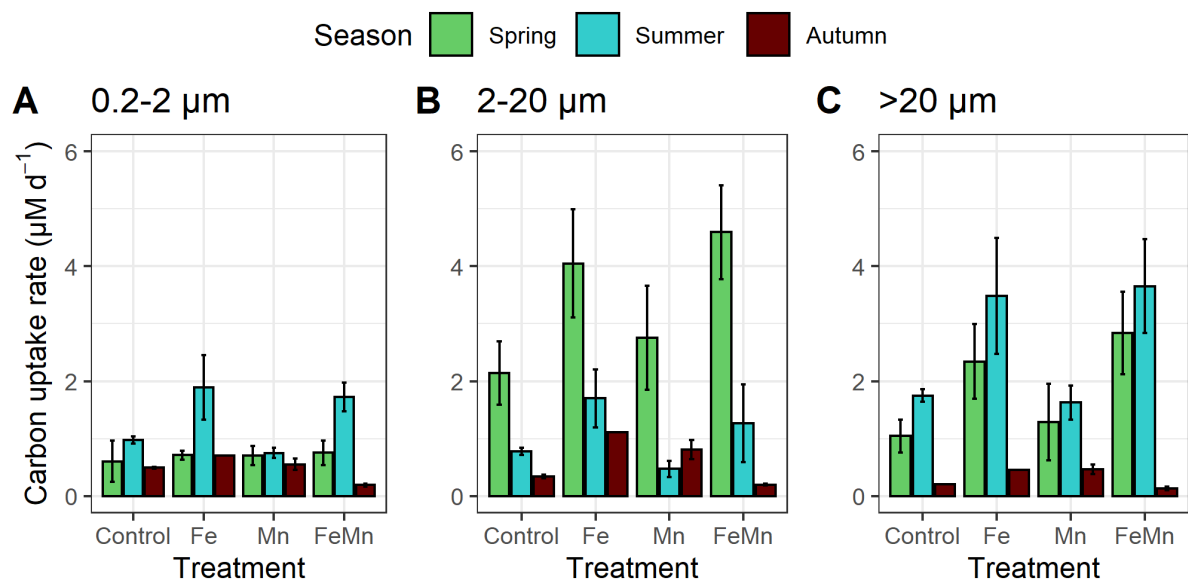 Season Spring Summer Autumn
A 0.2-2 µm B 2-20 µm C >20 µm
Carbon uptake rate (µM d⁻¹)
6 6 6
4 4 4
2 2 2
0 0 0
Control Fe Mn FeMn Control Fe Mn FeMn Control Fe Mn FeMn
Treatment Treatment Treatment